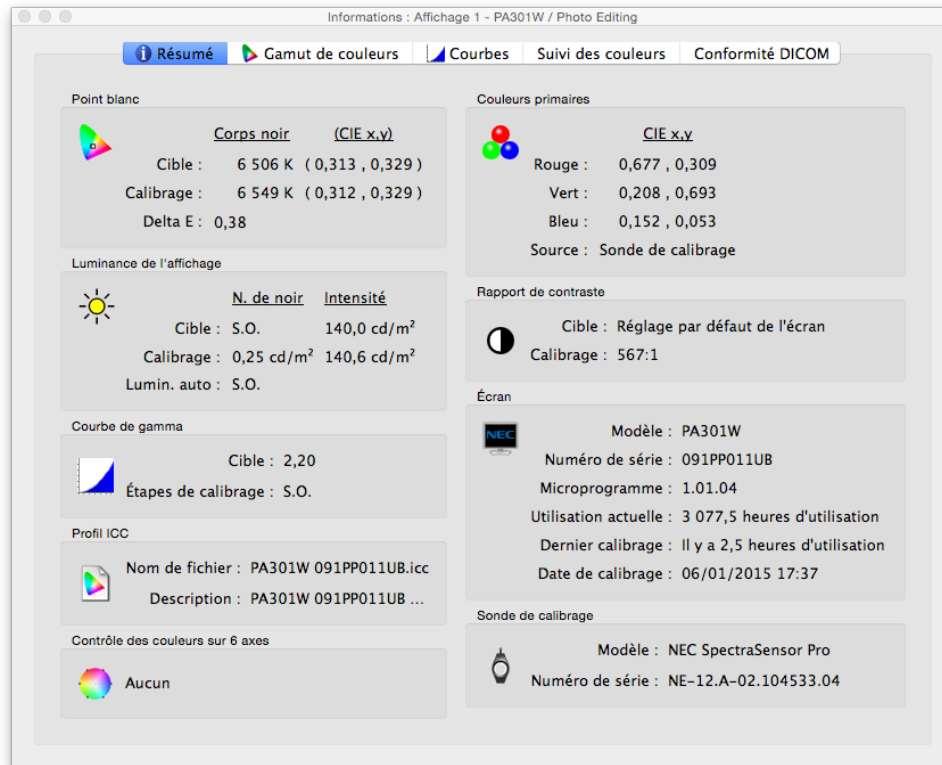 Informations : Affichage 1 - PA301W / Photo Editing
Résumé
Gamut de couleurs
Courbes
Suivi des couleurs
Conformité DICOM
Point blanc
Corps noir (CIE x,y)
Cible : 6 506 K ( 0,313 , 0,329 )
Calibrage : 6 549 K ( 0,312 , 0,329 )
Delta E : 0,38
Luminance de l'affichage
N. de noir Intensité
Cible : S.O. 140,0 cd/m²
Calibrage : 0,25 cd/m² 140,6 cd/m²
Lumin. auto : S.O.
Courbe de gamma
Cible : 2,20
Étapes de calibrage : S.O.
Profil ICC
Nom de fichier : PA301W 091PP011UB.icc
Description : PA301W 091PP011UB ...
Contrôle des couleurs sur 6 axes
Aucun
Couleurs primaires
CIE x,y
Rouge : 0,677 , 0,309
Vert : 0,208 , 0,693
Bleu : 0,152 , 0,053
Source : Sonde de calibrage
Rapport de contraste
Cible : Réglage par défaut de l'écran
Calibrage : 567:1
Écran
NEC
Modèle : PA301W
Numéro de série : 091PP011UB
Microprogramme : 1.01.04
Utilisation actuelle : 3 077,5 heures d'utilisation
Dernier calibrage : Il y a 2,5 heures d'utilisation
Date de calibrage : 06/01/2015 17:37
Sonde de calibrage
Modèle : NEC SpectraSensor Pro
Numéro de série : NE-12.A-02.104533.04